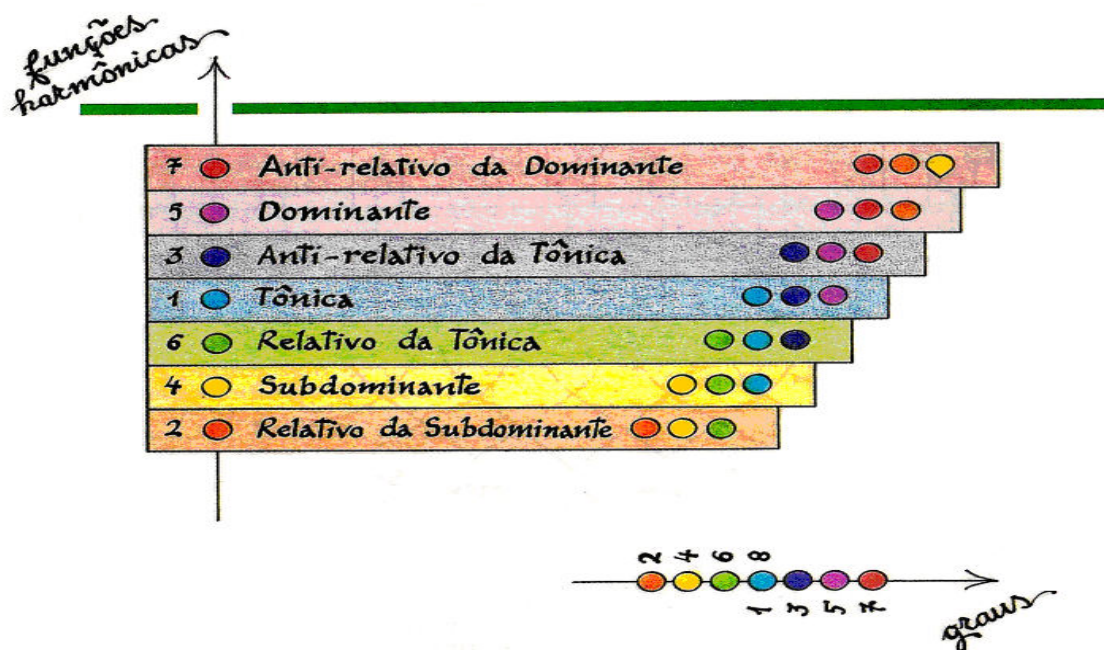 funções
harmônicas
7 Anti-relativo da Dominante
5 Dominante
3 Anti-relativo da Tônica
1 Tônica
6 Relativo da Tônica
4 Subdominante
2 Relativo da Subdominante
2 4 6 8
1 3 5 7
graus